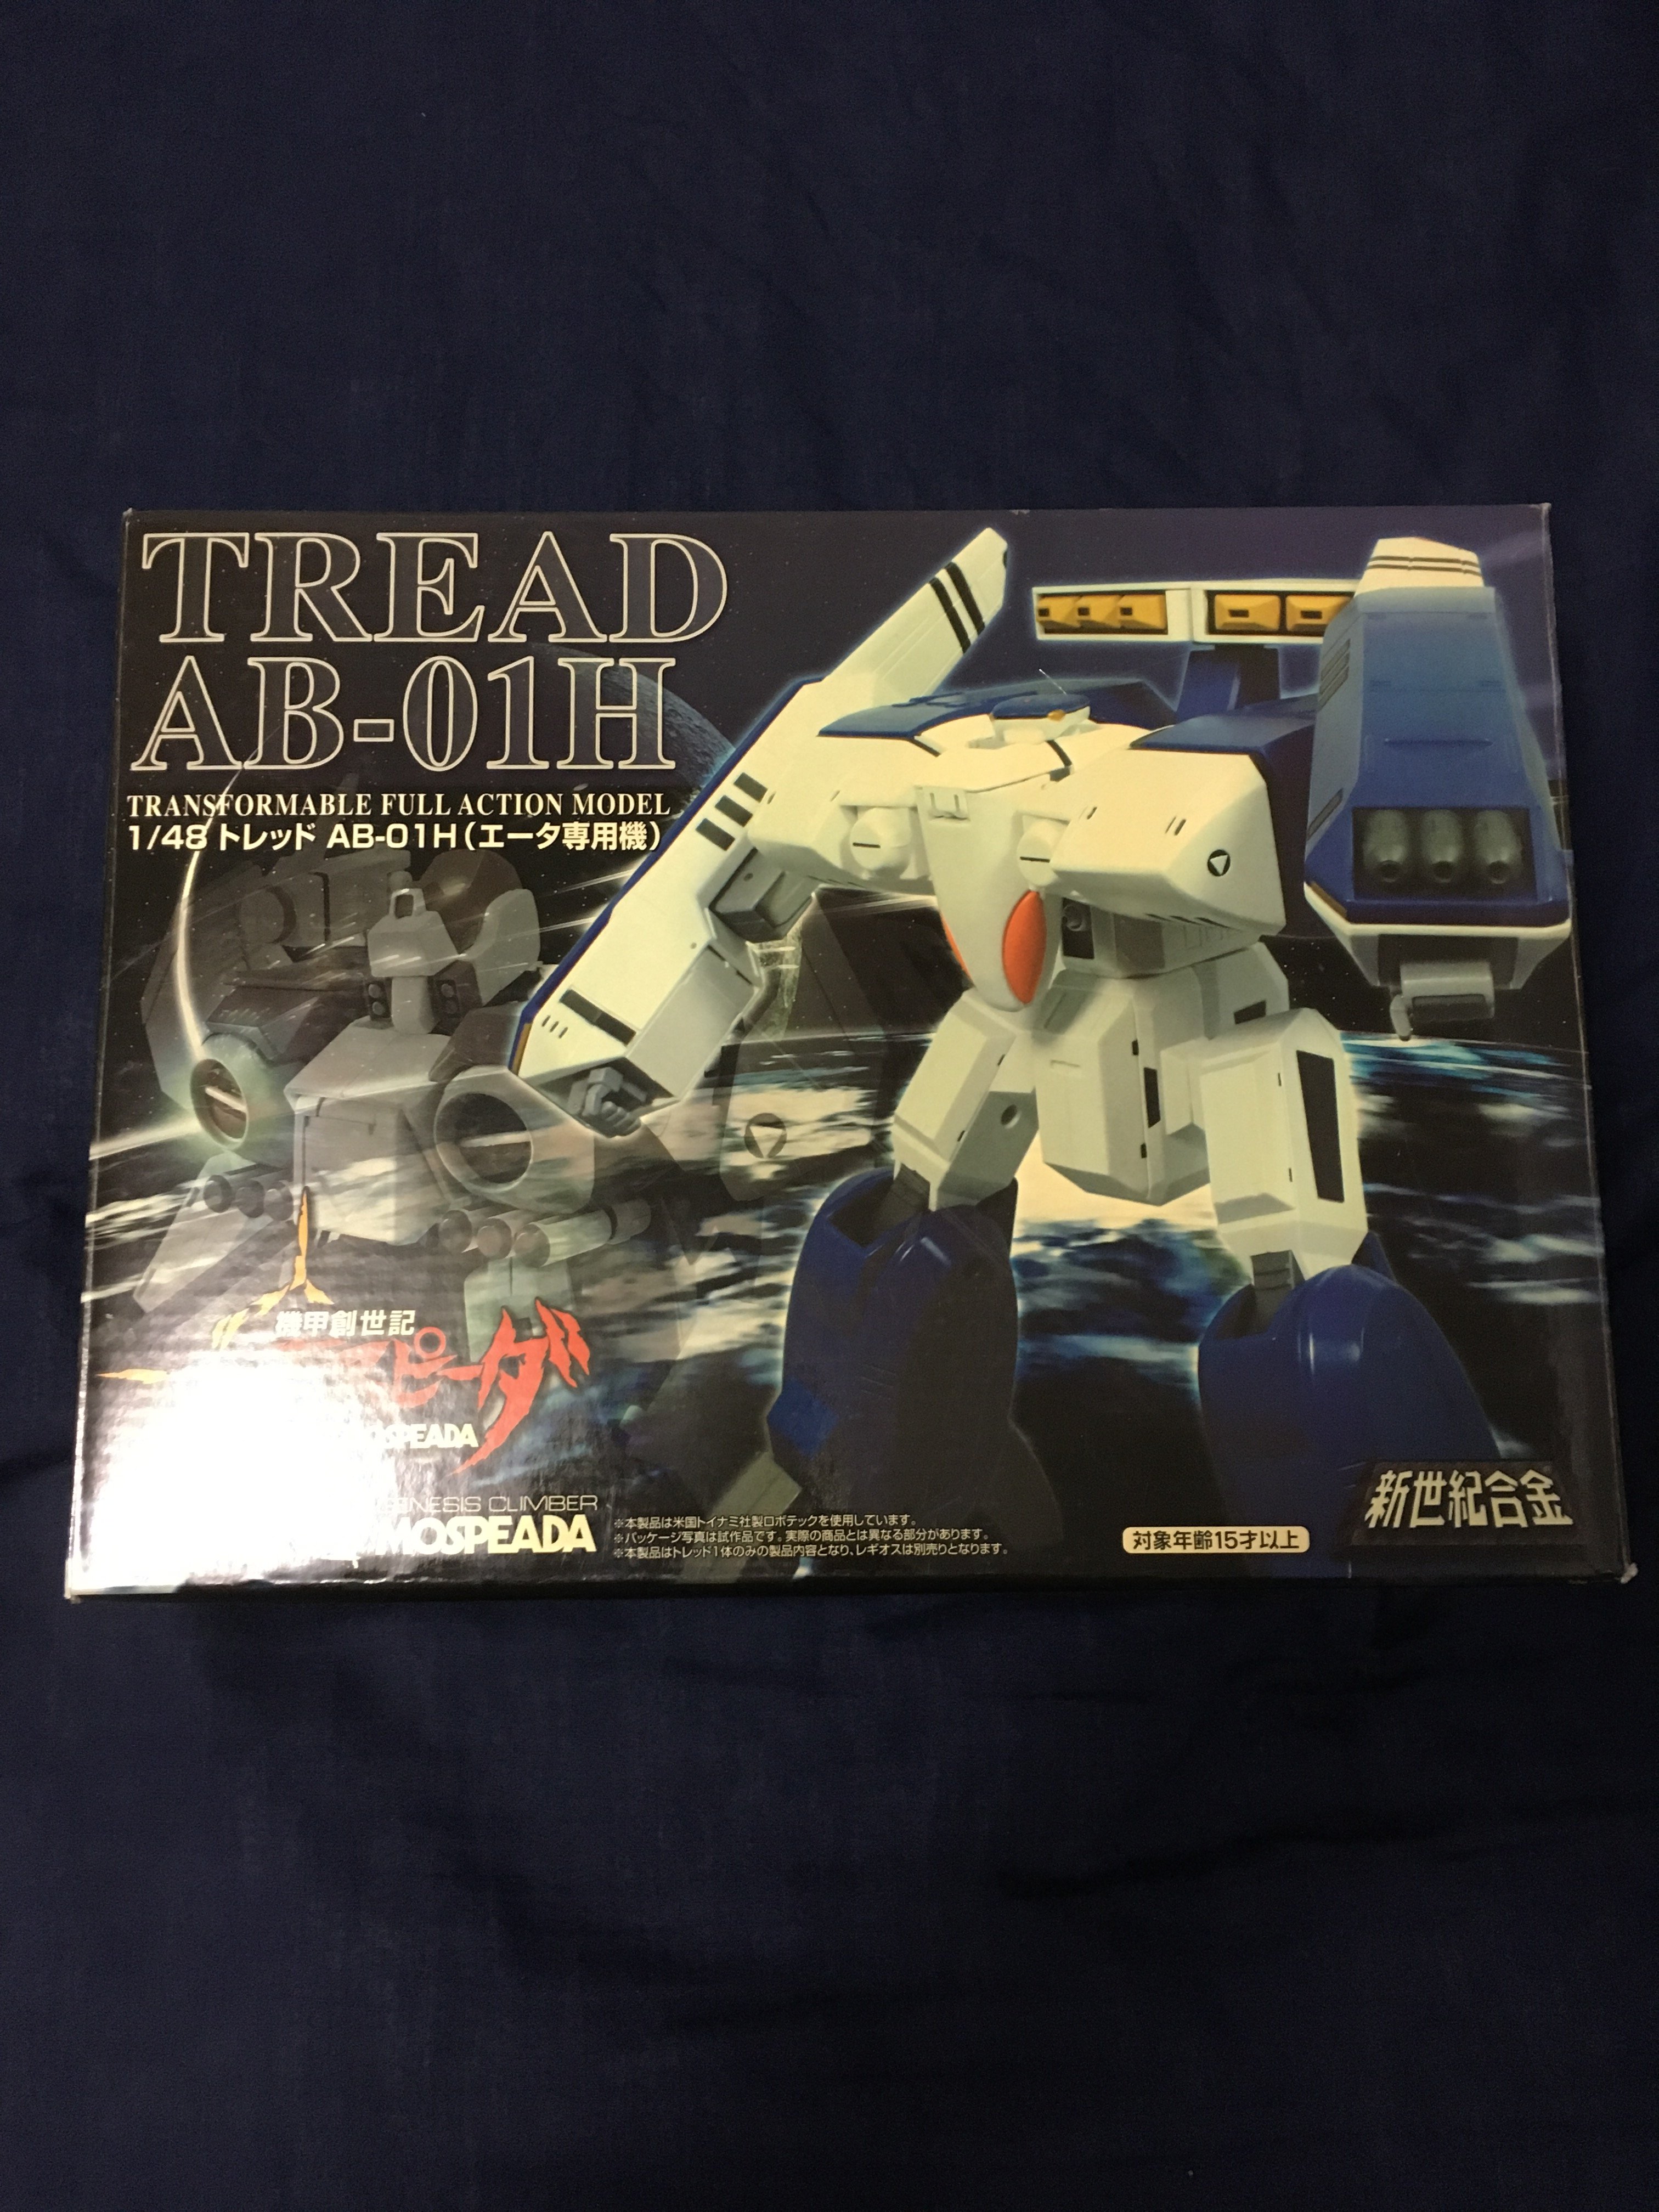 TREAD
AB-01H
TRANSFORMABLE FULL ACTION MODEL
1/48 トレッド AB-01H(エータ専用機)
機甲創世記
スピーダ
OSPEADA
GENESIS CLIMBER
MOSPEADA
※本製品は米国トイナミ社製ロボテックを使用しています。
※パッケージ写真は試作品です。実際の商品とは異なる部分があります。
※本製品はトレッド1体のみの製品内容となり、レギオスは別売りとなります。
対象年齢15才以上
新世紀合金